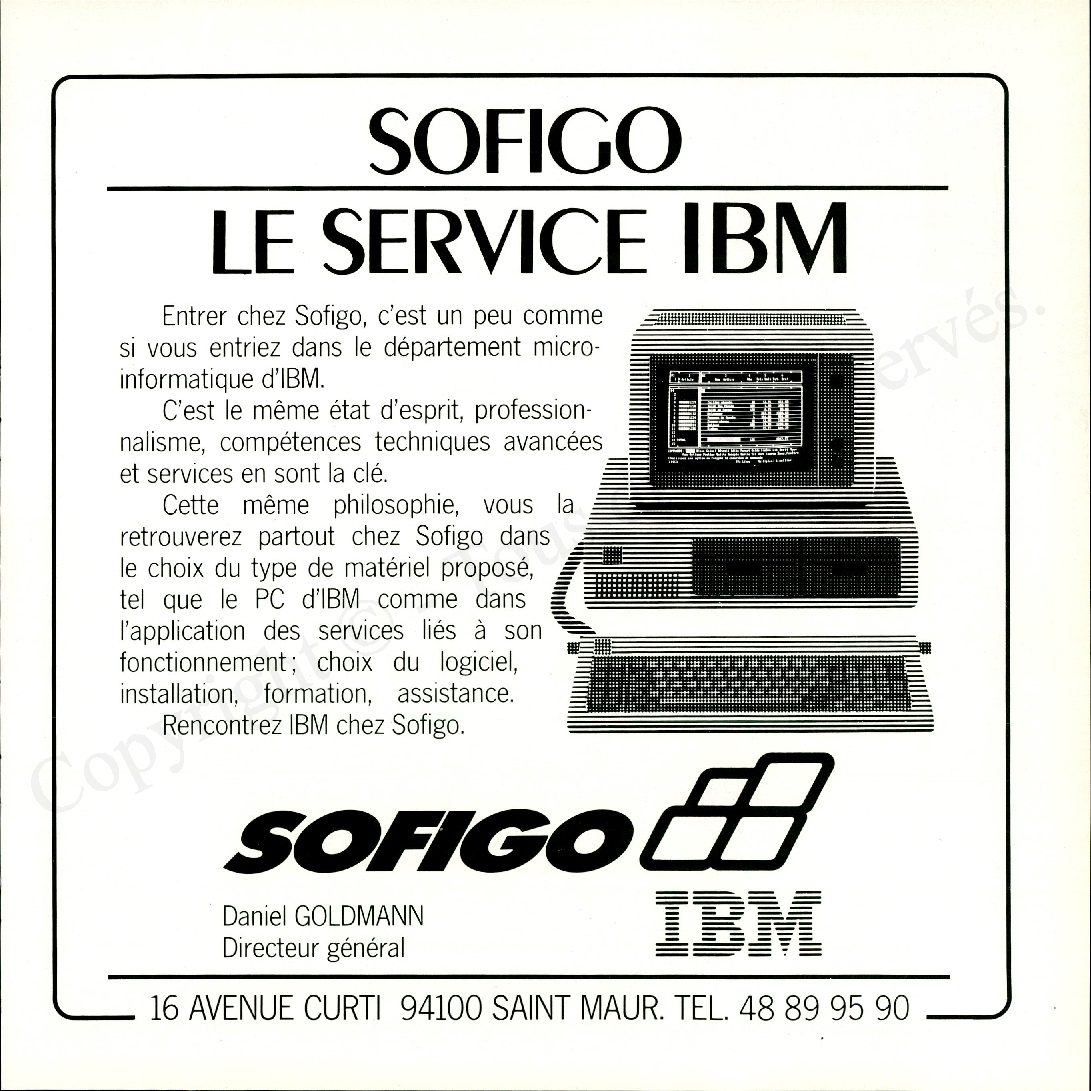 SOFIGO
LE SERVICE IBM
Entrer chez Sofigo, c'est un peu comme
si vous entriez dans le département micro-
informatique d'IBM.
C'est le même état d'esprit, profession-
nalisme, compétences techniques avancées
et services en sont la clé.
Cette même philosophie, vous la
retrouverez partout chez Sofigo dans
le choix du type de matériel proposé,
tel que le PC d'IBM comme dans
l'application des services liés à son
fonctionnement; choix du logiciel,
installation, formation, assistance.
Rencontrez IBM chez Sofigo.
SOFIGO
IBM
Daniel GOLDMANN
Directeur général
16 AVENUE CURTI 94100 SAINT MAUR. TEL. 48 89 95 90
Copyright © Tous